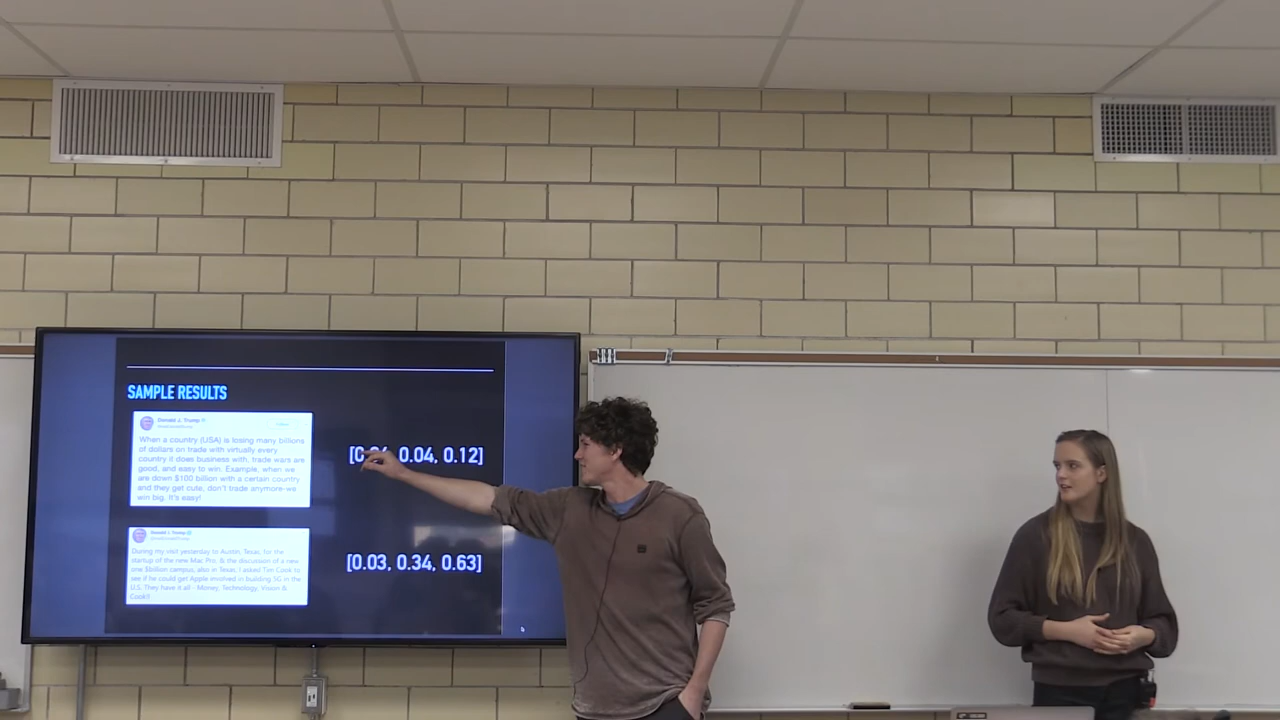 SAMPLE RESULTS
Donald J. Trump
When a country (USA) is losing many billions
of dollars on trade with virtually every
country it does business with, trade wars are
good, and easy to win. Example, when we
are down $100 billion with a certain country
and they get cute, don't trade anymore-we
win big. It's easy!
0.04, 0.12]
Donald J. Trump
During my visit yesterday to Austin, Texas, for the
startup of the new Mac Pro, & the discussion of a new
one $billion campus, also in Texas, I asked Tim Cook to
see if he could get Apple involved in building 5G in the
U.S. They have it all - Money, Technology, Vision &
Cook!!
[0.03, 0.34, 0.63]